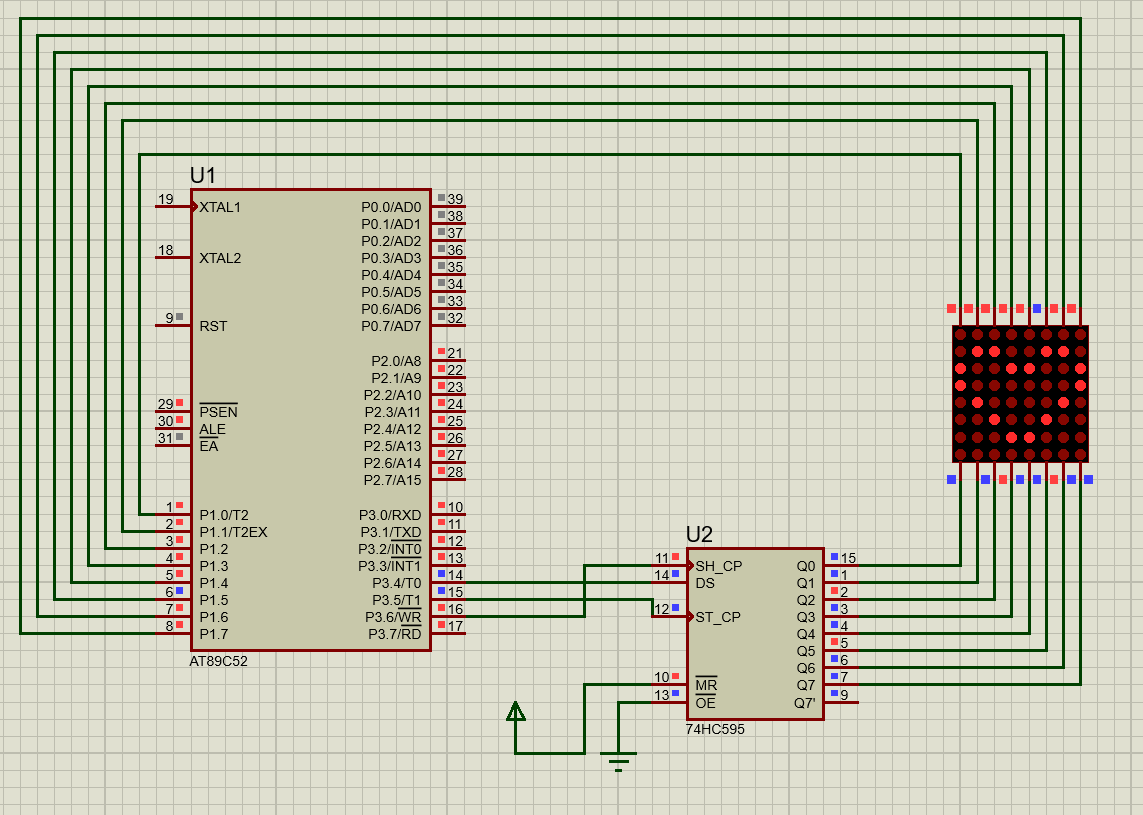 U1
19 XTAL1 P0.0/AD0 39
P0.1/AD1 38
P0.2/AD2 37
18 XTAL2 P0.3/AD3 36
P0.4/AD4 35
P0.5/AD5 34
P0.6/AD6 33
9 RST P0.7/AD7 32
P2.0/A8 21
P2.1/A9 22
P2.2/A10 23
29 PSEN P2.3/A11 24
30 ALE P2.4/A12 25
31 EA P2.5/A13 26
P2.6/A14 27
P2.7/A15 28
1 P1.0/T2 P3.0/RXD 10
2 P1.1/T2EX P3.1/TXD 11
3 P1.2 P3.2/INT0 12
4 P1.3 P3.3/INT1 13
5 P1.4 P3.4/T0 14
6 P1.5 P3.5/T1 15
7 P1.6 P3.6/WR 16
8 P1.7 P3.7/RD 17
AT89C52
U2
11 SH_CP Q0 15
14 DS Q1 1
Q2 2
12 ST_CP Q3 3
Q4 4
Q5 5
Q6 6
10 MR Q7 7
13 OE Q7' 9
74HC595